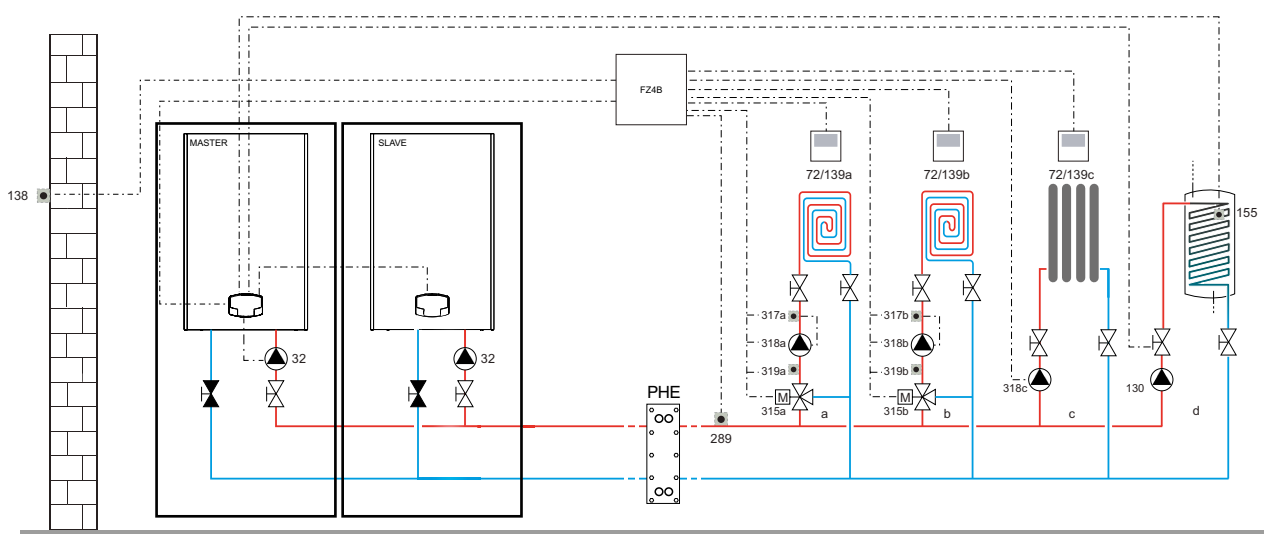 FZ4B
MASTER
SLAVE
138
72/139a
72/139b
72/139c
155
317a
317b
318a
318b
32
32
319a
319b
318c
130
PHE
M
M
315a
a
315b
b
c
d
289